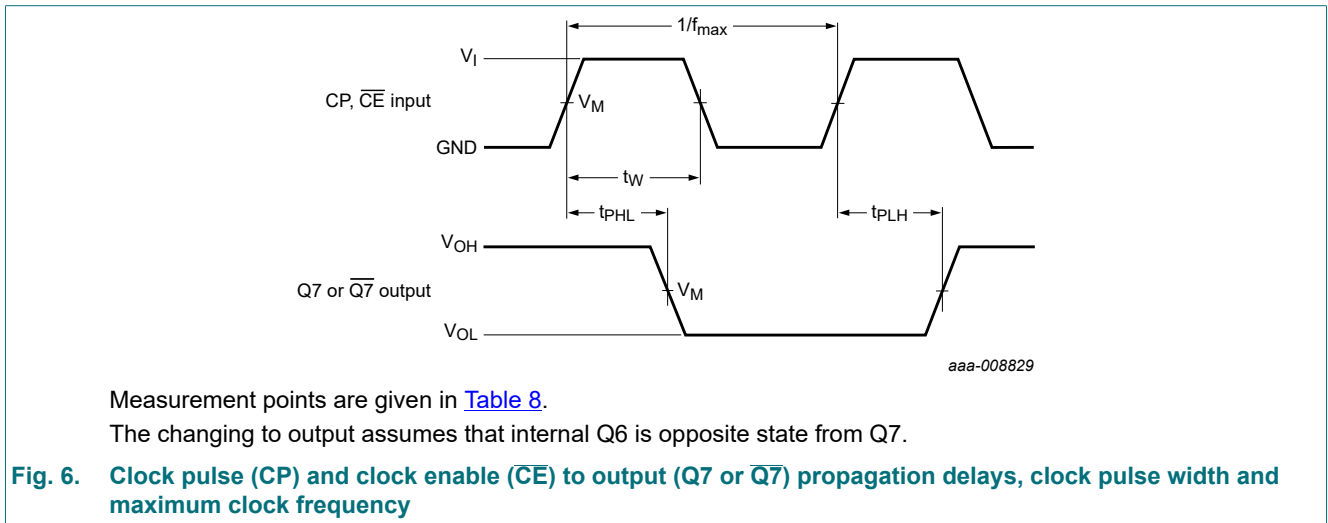 1/fmax
VI
CP, CE input
VM
GND
tW
tPHL
tPLH
VOH
Q7 or Q7 output
VM
VOL
aaa-008829
Measurement points are given in Table 8.
The changing to output assumes that internal Q6 is opposite state from Q7.
Fig. 6. Clock pulse (CP) and clock enable (CE) to output (Q7 or Q7) propagation delays, clock pulse width and
maximum clock frequency